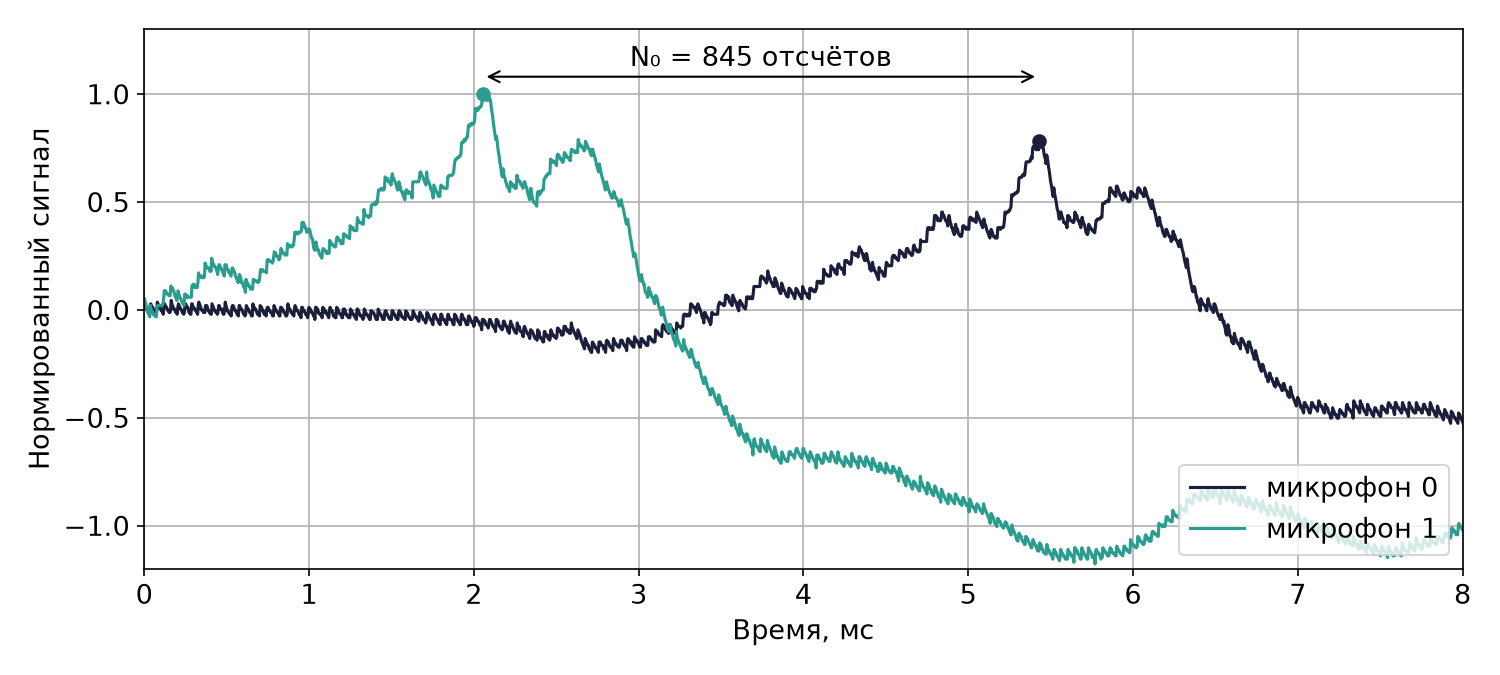 N₀ = 845 отсчётов
Нормированный сигнал
1.0
0.5
0.0
−0.5
−1.0
микрофон 0
микрофон 1
0 1 2 3 4 5 6 7 8
Время, мс